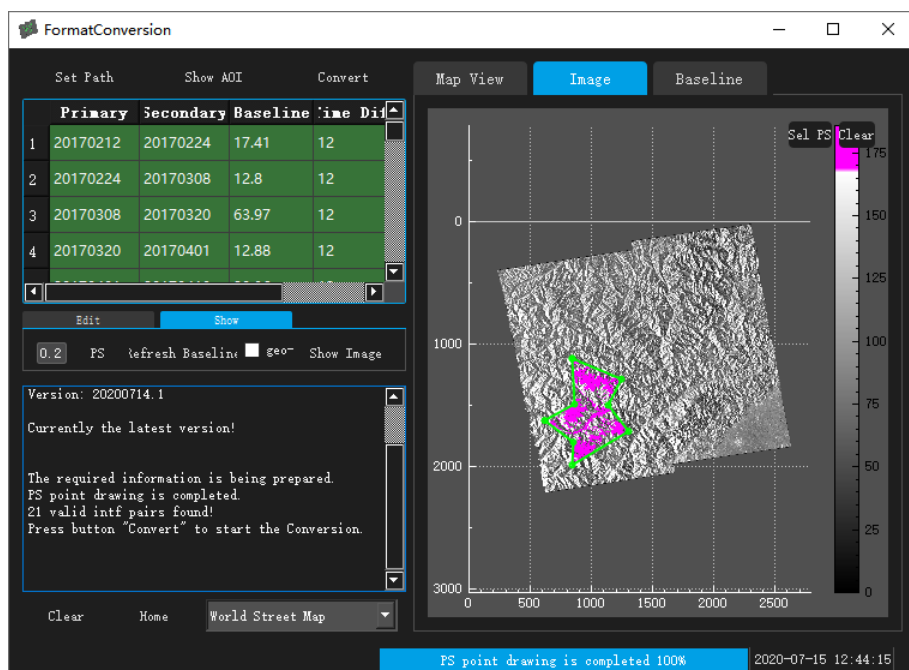 FormatConversion
Set Path Show AOI Convert
Map View Image Baseline
Primary Secondary Baseline Time Dif
1 20170212 20170224 17.41 12
2 20170224 20170308 12.8 12
3 20170308 20170320 63.97 12
4 20170320 20170401 12.88 12
Edit Show
0.2 PS Refresh Baseline geo- Show Image
Version: 20200714.1
Currently the latest version!
The required information is being prepared.
PS point drawing is completed.
21 valid intf pairs found!
Press button "Convert" to start the Conversion.
Clear Home World Street Map
Sel PS Clear
175
150
125
100
75
50
25
0
0
1000
2000
3000
0 500 1000 1500 2000 2500
PS point drawing is completed 100% 2020-07-15 12:44:15